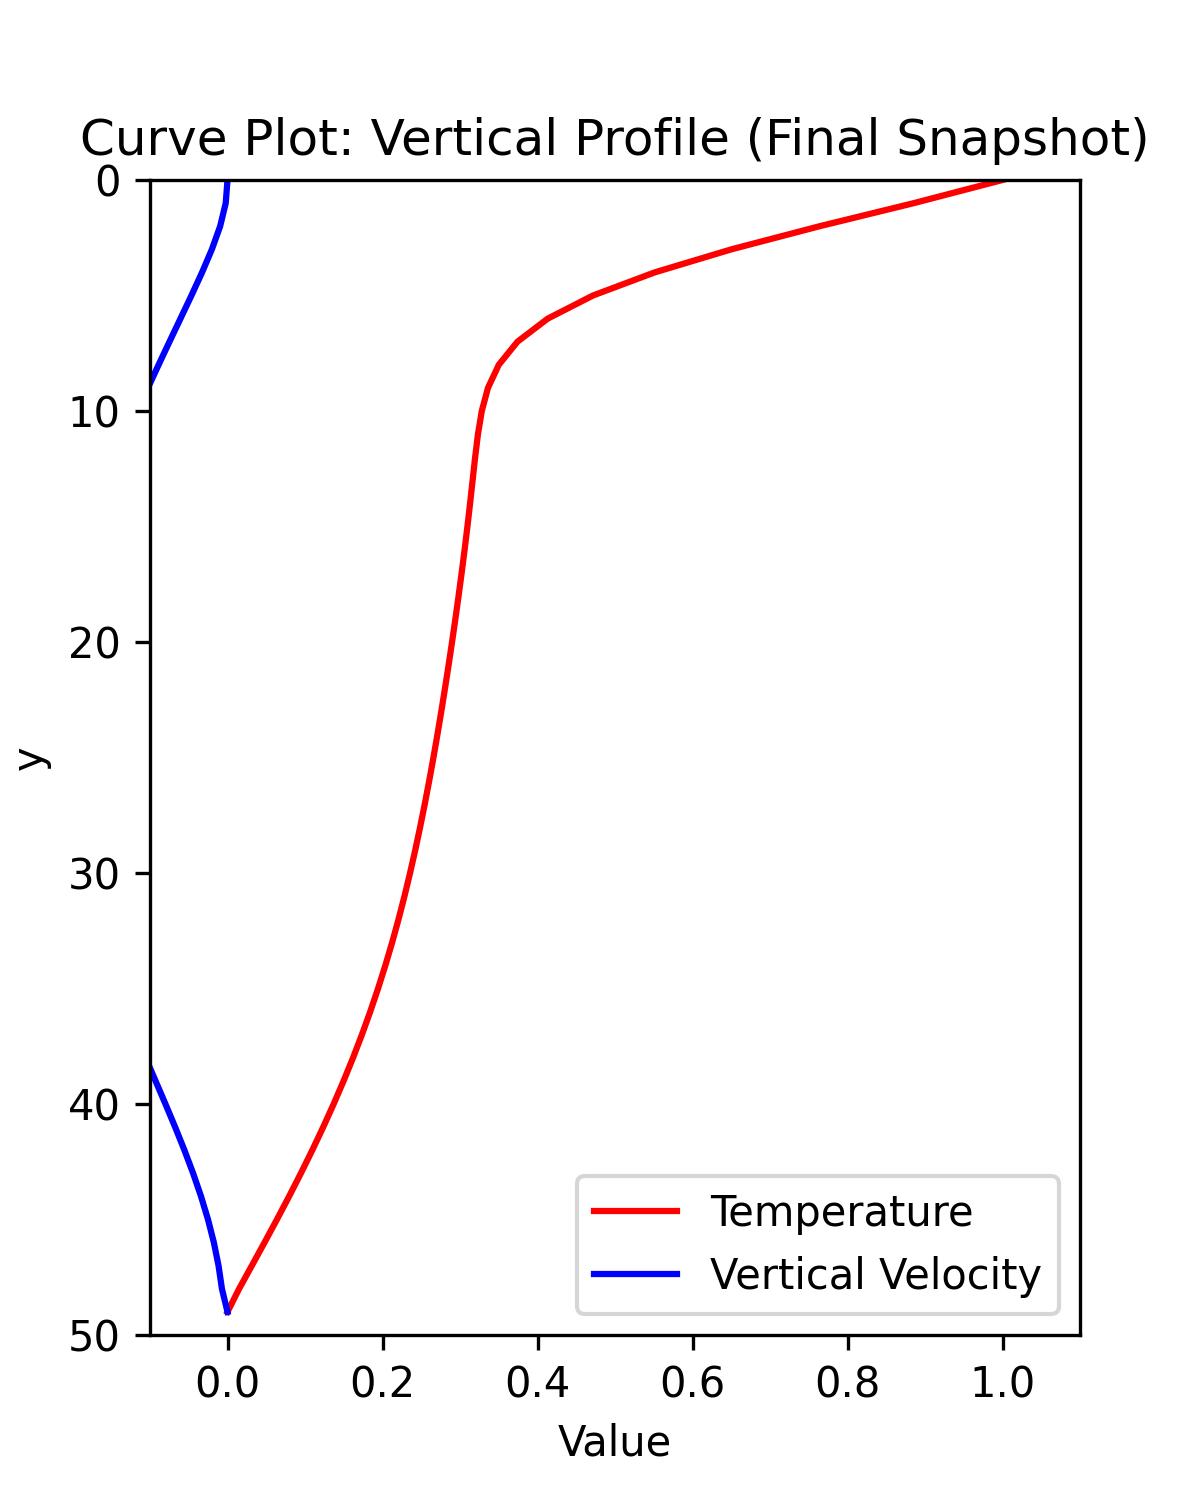 Curve Plot: Vertical Profile (Final Snapshot)
0
10
20
30
40
50
y
Temperature
Vertical Velocity
0.0 0.2 0.4 0.6 0.8 1.0
Value